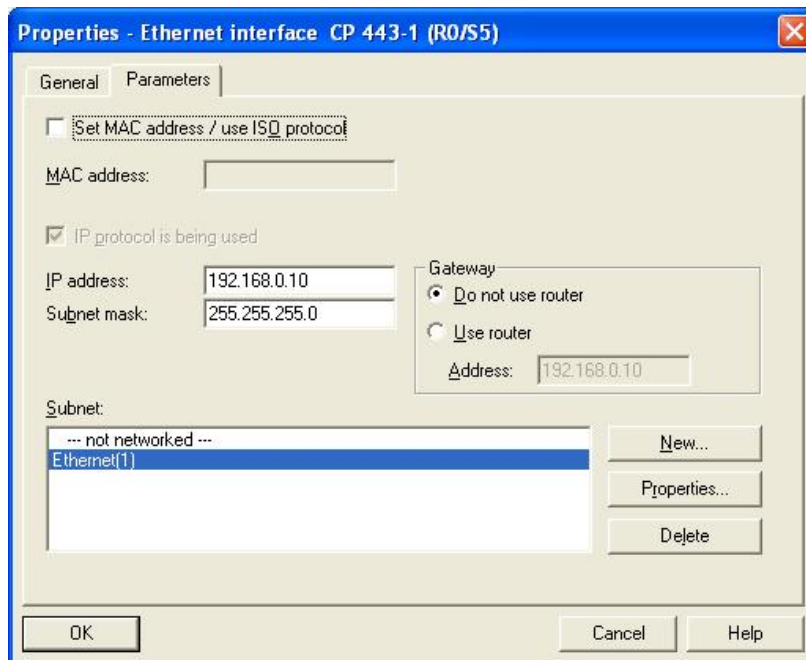 Properties - Ethernet interface CP 443-1 (R0/S5)
General Parameters
Set MAC address / use ISO protocol
MAC address:
IP protocol is being used
IP address: 192.168.0.10
Subnet mask: 255.255.255.0
Gateway
Do not use router
Use router
Address: 192.168.0.10
Subnet:
--- not networked ---
Ethernet(1)
New...
Properties...
Delete
OK Cancel Help